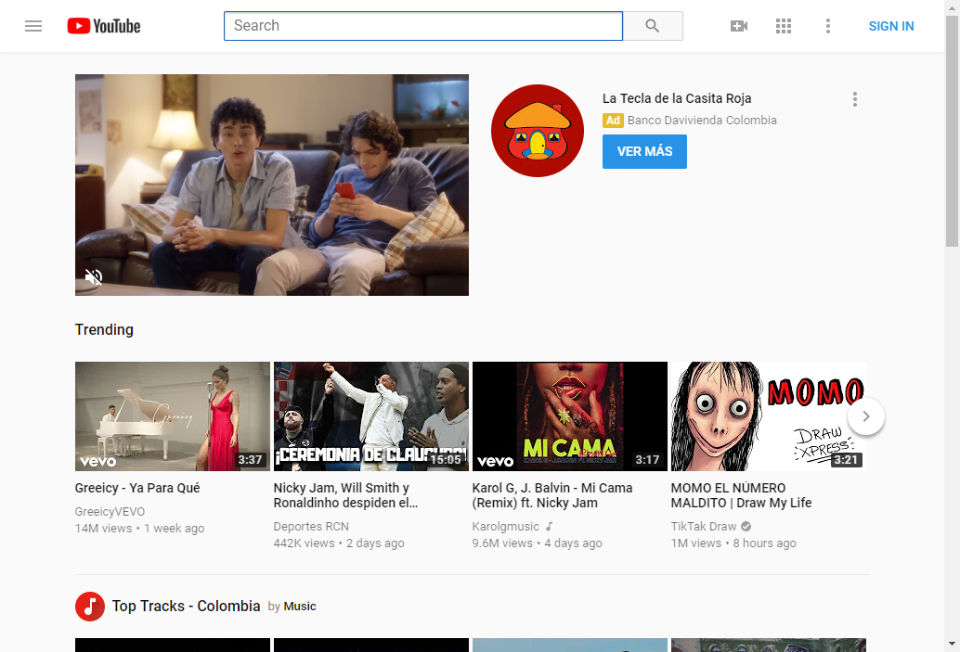 YouTube
Search
SIGN IN
La Tecla de la Casita Roja
Ad Banco Davivienda Colombia
VER MÁS
Trending
Greeicy
vevo
3:37
¡CEREMONIA DE CLAUSURA!
15:05
MI CAMA
vevo
3:17
MOMO
DRAW
XPRESS
3:21
Greeicy - Ya Para Qué
GreeicyVEVO
14M views • 1 week ago
Nicky Jam, Will Smith y
Ronaldinho despiden el...
Deportes RCN
442K views • 2 days ago
Karol G, J. Balvin - Mi Cama
(Remix) ft. Nicky Jam
Karolgmusic
9.6M views • 4 days ago
MOMO EL NÚMERO
MALDITO | Draw My Life
TikTak Draw
1M views • 8 hours ago
Top Tracks - Colombia by Music